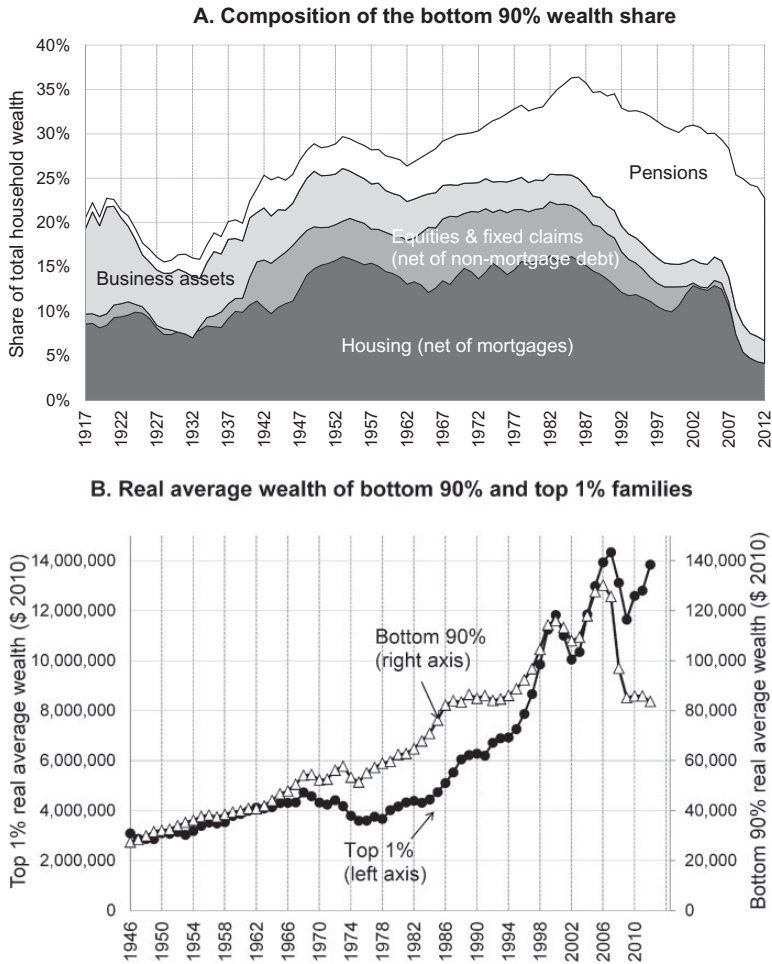 A. Composition of the bottom 90% wealth share
Share of total household wealth
40%
35%
30%
25%
20%
15%
10%
5%
0%
Pensions
Equities & fixed claims
(net of non-mortgage debt)
Business assets
Housing (net of mortgages)
1917 1922 1927 1932 1937 1942 1947 1952 1957 1962 1967 1972 1977 1982 1987 1992 1997 2002 2007 2012
B. Real average wealth of bottom 90% and top 1% families
Top 1% real average wealth ($ 2010)
14,000,000
12,000,000
10,000,000
8,000,000
6,000,000
4,000,000
2,000,000
0
Bottom 90%
(right axis)
Top 1%
(left axis)
140,000
120,000
100,000
80,000
60,000
40,000
20,000
0
Bottom 90% real average wealth ($ 2010)
1946 1950 1954 1958 1962 1966 1970 1974 1978 1982 1986 1990 1994 1998 2002 2006 2010